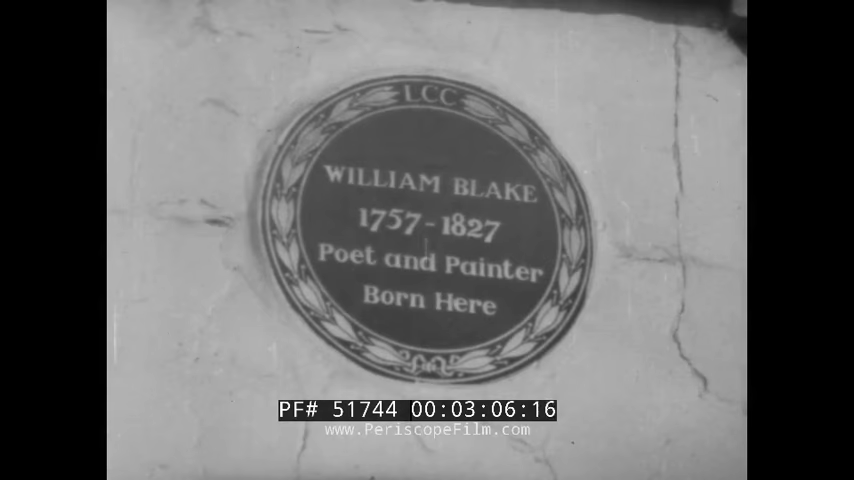 LCC
WILLIAM BLAKE
1757-1827
Poet and Painter
Born Here
PF# 51744 00:03:06:16
www.PeriscopeFilm.com